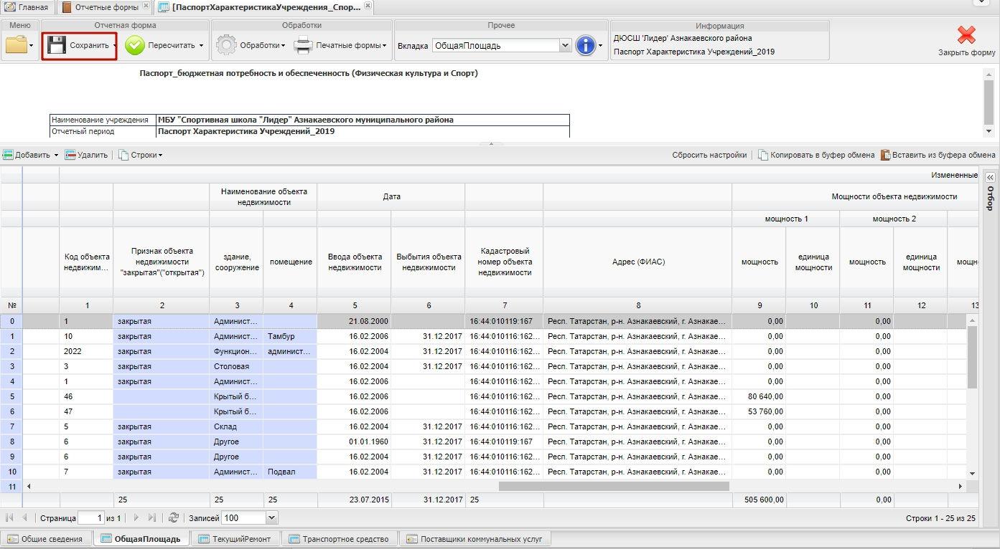 Главная Отчетные формы [ПаспортХарактеристикаУчреждения_Спор...
Меню Отчетная форма Обработки Прочее Информация
Сохранить Пересчитать Обработки Печатные формы Вкладка ОбщаяПлощадь
ДЮСШ 'Лидер' Азнакаевского района
Паспорт Характеристика Учреждений_2019
Закрыть форму
Паспорт_бюджетная потребность и обеспеченность (Физическая культура и Спорт)
Наименование учреждения МБУ "Спортивная школа "Лидер" Азнакаевского муниципального района
Отчетный период Паспорт Характеристика Учреждений_2019
Добавить Удалить Строки Сбросить настройки Копировать в буфер обмена Вставить из буфера обмена
Измененные
Отбор
Наименование объекта недвижимости Дата Мощности объекта недвижимости
мощность 1 мощность 2
Код объекта недвижим... Признак объекта недвижимости "закрытая"("открытая") здание, сооружение помещение Ввода объекта недвижимости Выбытия объекта недвижимости Кадастровый номер объекта недвижимости Адрес (ФИАС) мощность единица мощности мощность единица мощности мощн
№ 1 2 3 4 5 6 7 8 9 10 11 12 13
0 1 закрытая Админист... 21.08.2000 16:44:010119:167 Респ. Татарстан, р-н. Азнакаевский, г. Азнакае... 0,00 0,00
1 10 закрытая Админист... Тамбур 16.02.2006 31.12.2017 16:44:010116:162... Респ. Татарстан, р-н. Азнакаевский, г. Азнакае... 0,00 0,00
2 2022 закрытая Функцион... админист... 16.02.2004 31.12.2017 16:44:010116:162... Респ. Татарстан, р-н. Азнакаевский, г. Азнакае... 0,00 0,00
3 3 закрытая Столовая 16.02.2004 31.12.2017 16:44:010116:162... Респ. Татарстан, р-н. Азнакаевский, г. Азнакае... 0,00 0,00
4 1 закрытая Админист... 16.02.2006 16:44:010116:162... Респ. Татарстан, р-н. Азнакаевский, г. Азнакае... 0,00 0,00
5 46 Крытый б... 16.02.2006 16:44:010116:162... Респ. Татарстан, р-н. Азнакаевский, г. Азнакае... 80 640,00 0,00
6 47 Крытый б... 16.02.2006 16:44:010116:162... Респ. Татарстан, р-н. Азнакаевский, г. Азнакае... 53 760,00 0,00
7 5 закрытая Склад 16.02.2004 31.12.2017 16:44:010116:162... Респ. Татарстан, р-н. Азнакаевский, г. Азнакае... 0,00 0,00
8 6 закрытая Другое 01.01.1960 31.12.2017 16:44:010119:167 Респ. Татарстан, р-н. Азнакаевский, г. Азнакае... 0,00 0,00
9 6 закрытая Другое 16.02.2004 31.12.2017 16:44:010116:162... Респ. Татарстан, р-н. Азнакаевский, г. Азнакае... 0,00 0,00
10 7 закрытая Админист... Подвал 16.02.2004 31.12.2017 16:44:010116:162... Респ. Татарстан, р-н. Азнакаевский, г. Азнакае... 0,00 0,00
11
25 25 25 23.07.2015 31.12.2017 25 505 600,00 0,00
Страница 1 из 1 Записей 100 Строки 1 - 25 из 25
Общие сведения ОбщаяПлощадь ТекущийРемонт Транспортное средство Поставщики коммунальных услуг